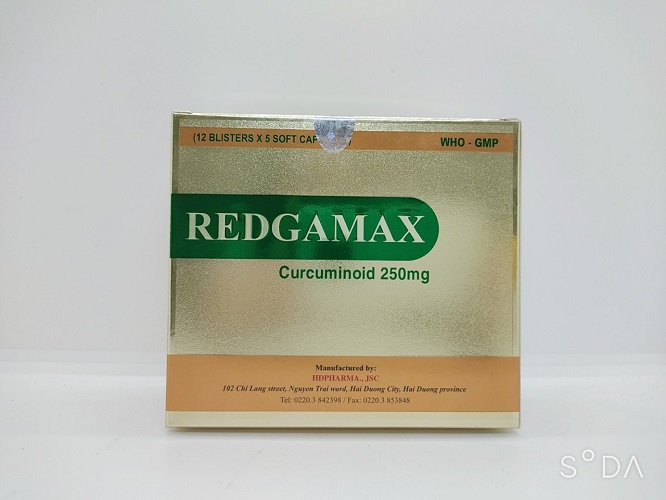 (12 BLISTERS X 5 SOFT
WHO - GMP
REDGAMAX
Curcuminoid 250mg
Manufactured by:
HDPHARMA., JSC
102 Chi Lang street, Nguyen Trai ward, Hai Duong City, Hai Duong province
Tel: 0220.3 842398 / Fax: 0220.3 853848
S°DA